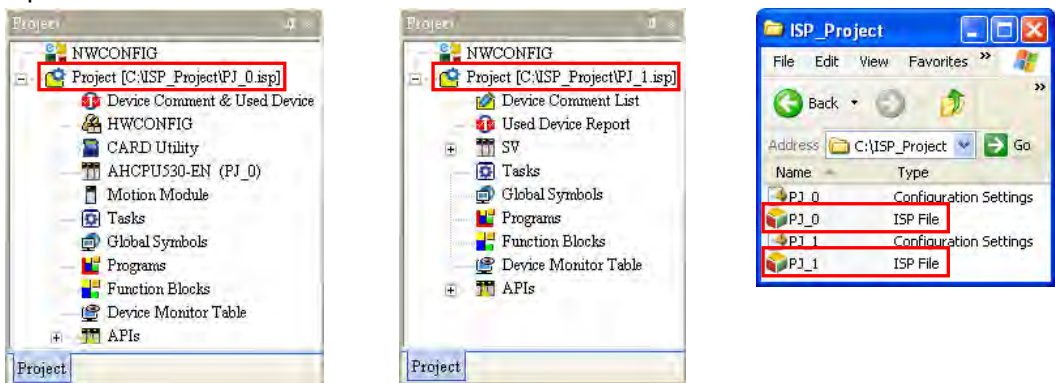 Project
NWCONFIG
Project [C:\ISP_Project\PJ_0.isp]
Device Comment & Used Device
HWCONFIG
CARD Utility
AHCPU530-EN (PJ_0)
Motion Module
Tasks
Global Symbols
Programs
Function Blocks
Device Monitor Table
APIs
Project
Project
NWCONFIG
Project [C:\ISP_Project\PJ_1.isp]
Device Comment List
Used Device Report
SV
Tasks
Global Symbols
Programs
Function Blocks
Device Monitor Table
APIs
Project
ISP_Project
File Edit View Favorites »
Back »
Address C:\ISP_Project Go
Name Type
PJ_0 Configuration Settings
PJ_0 ISP File
PJ_1 Configuration Settings
PJ_1 ISP File